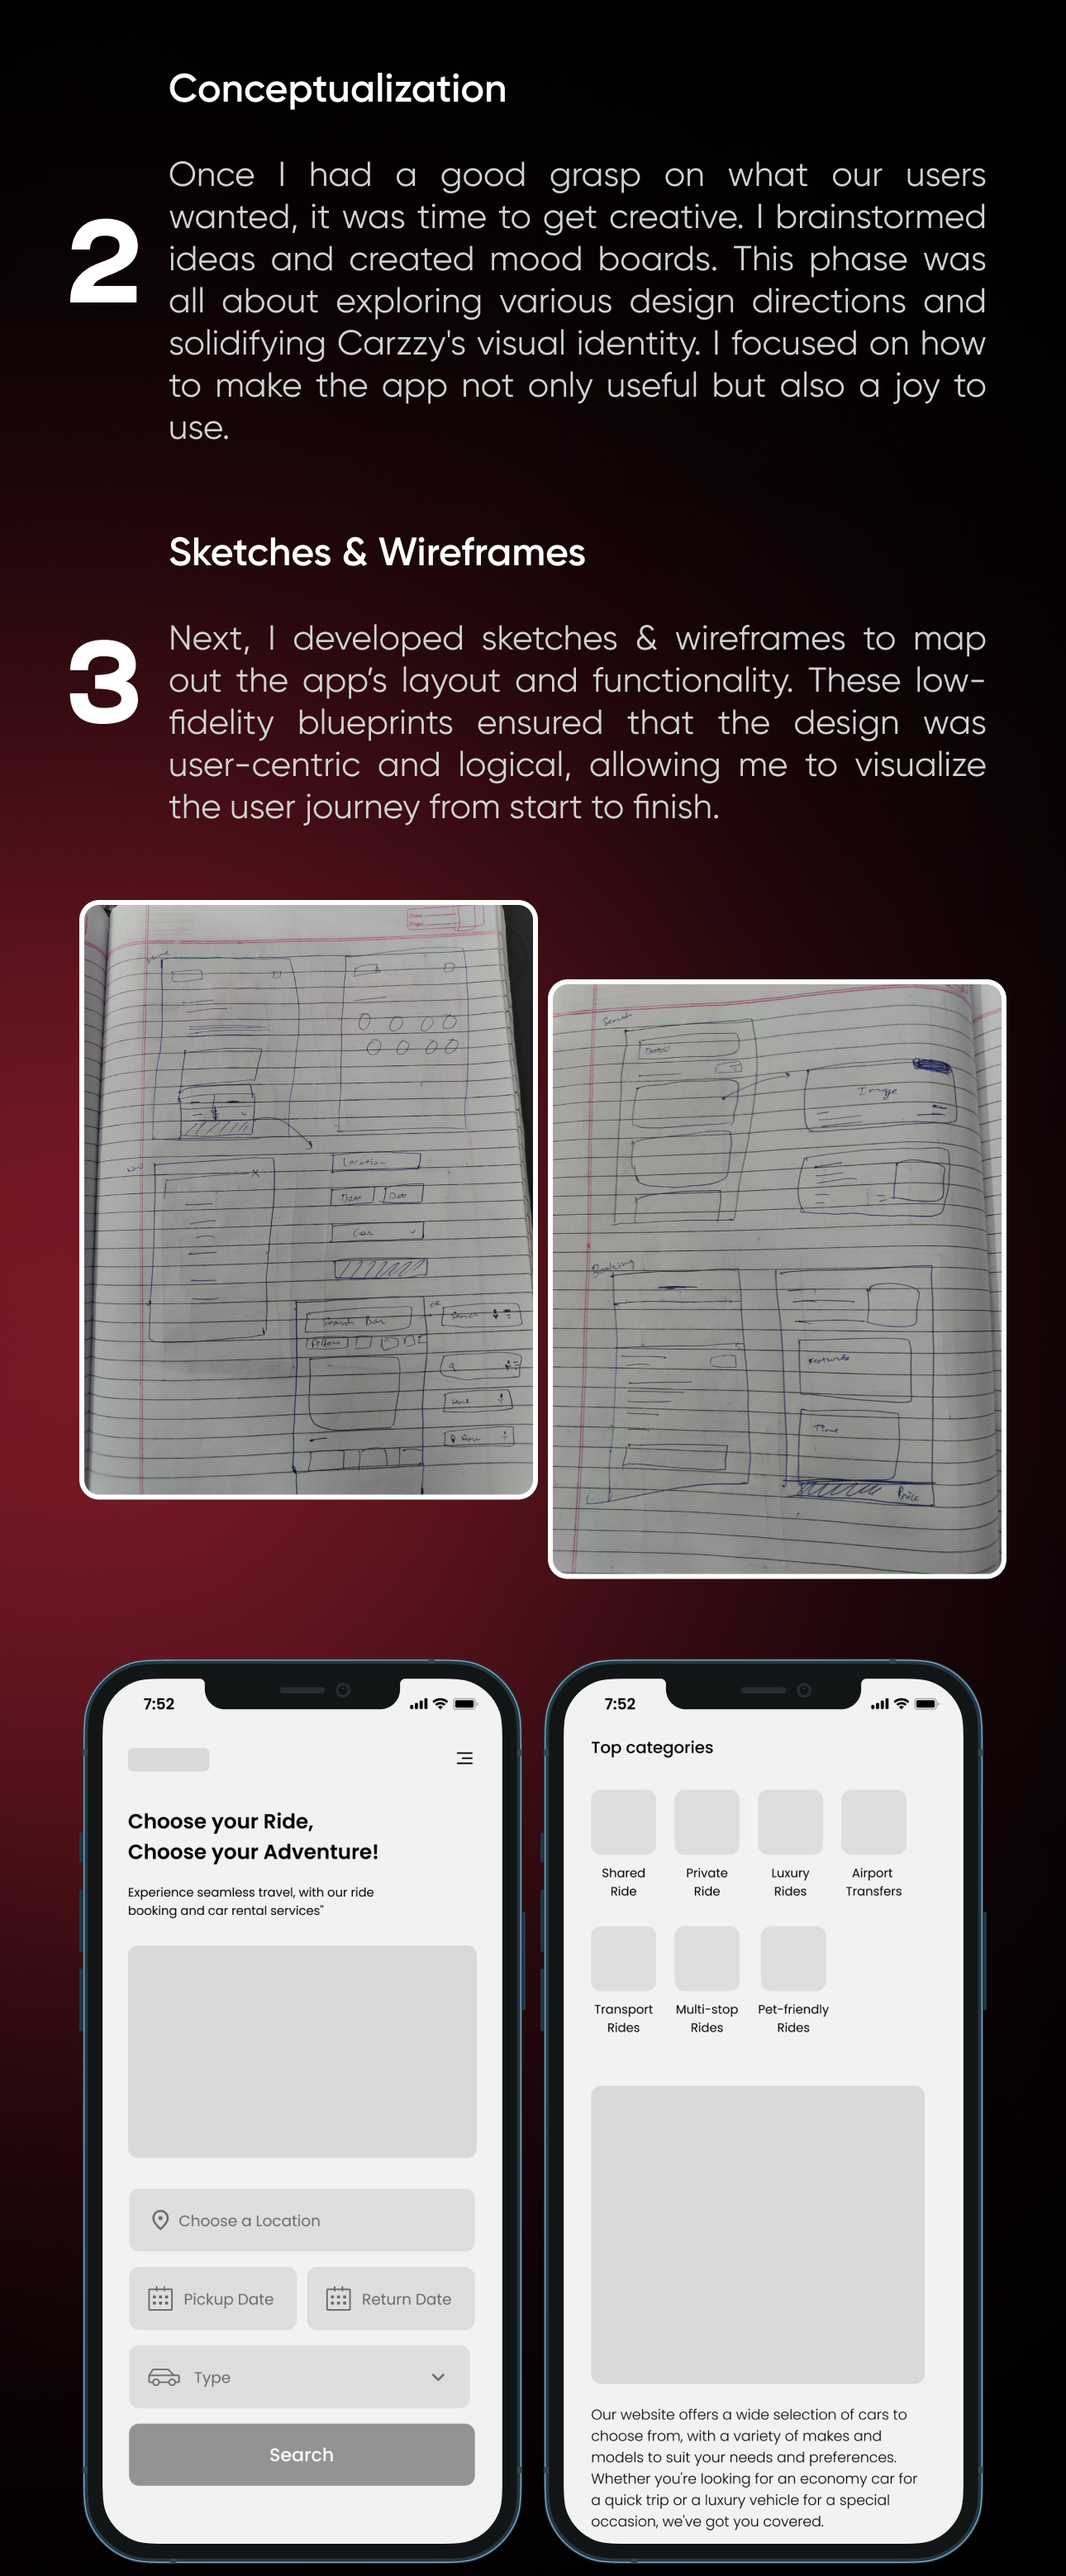 Conceptualization
2
Once I had a good grasp on what our users
wanted, it was time to get creative. I brainstormed
ideas and created mood boards. This phase was
all about exploring various design directions and
solidifying Carzzy's visual identity. I focused on how
to make the app not only useful but also a joy to
use.
Sketches & Wireframes
3
Next, I developed sketches & wireframes to map
out the app’s layout and functionality. These low-
fidelity blueprints ensured that the design was
user-centric and logical, allowing me to visualize
the user journey from start to finish.
Home
Location
Date
Date
Car
Search Bar
OR
Filters
Search
Detail
Image
Booking
Features
Time
Price
7:52
Choose your Ride,
Choose your Adventure!
Experience seamless travel, with our ride
booking and car rental services"
Choose a Location
Pickup Date
Return Date
Type
Search
7:52
Top categories
Shared
Ride
Private
Ride
Luxury
Rides
Airport
Transfers
Transport
Rides
Multi-stop
Rides
Pet-friendly
Rides
Our website offers a wide selection of cars to
choose from, with a variety of makes and
models to suit your needs and preferences.
Whether you're looking for an economy car for
a quick trip or a luxury vehicle for a special
occasion, we've got you covered.